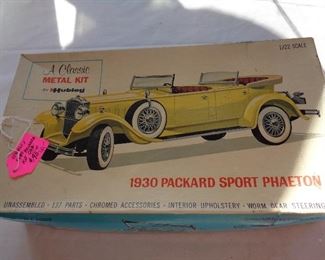 A Classic
METAL KIT
by Hubley
1/22 SCALE
1930 PACKARD SPORT PHAETON
UNASSEMBLED · 137 PARTS · CHROMED ACCESSORIES · INTERIOR UPHOLSTERY · WORM GEAR STEERING